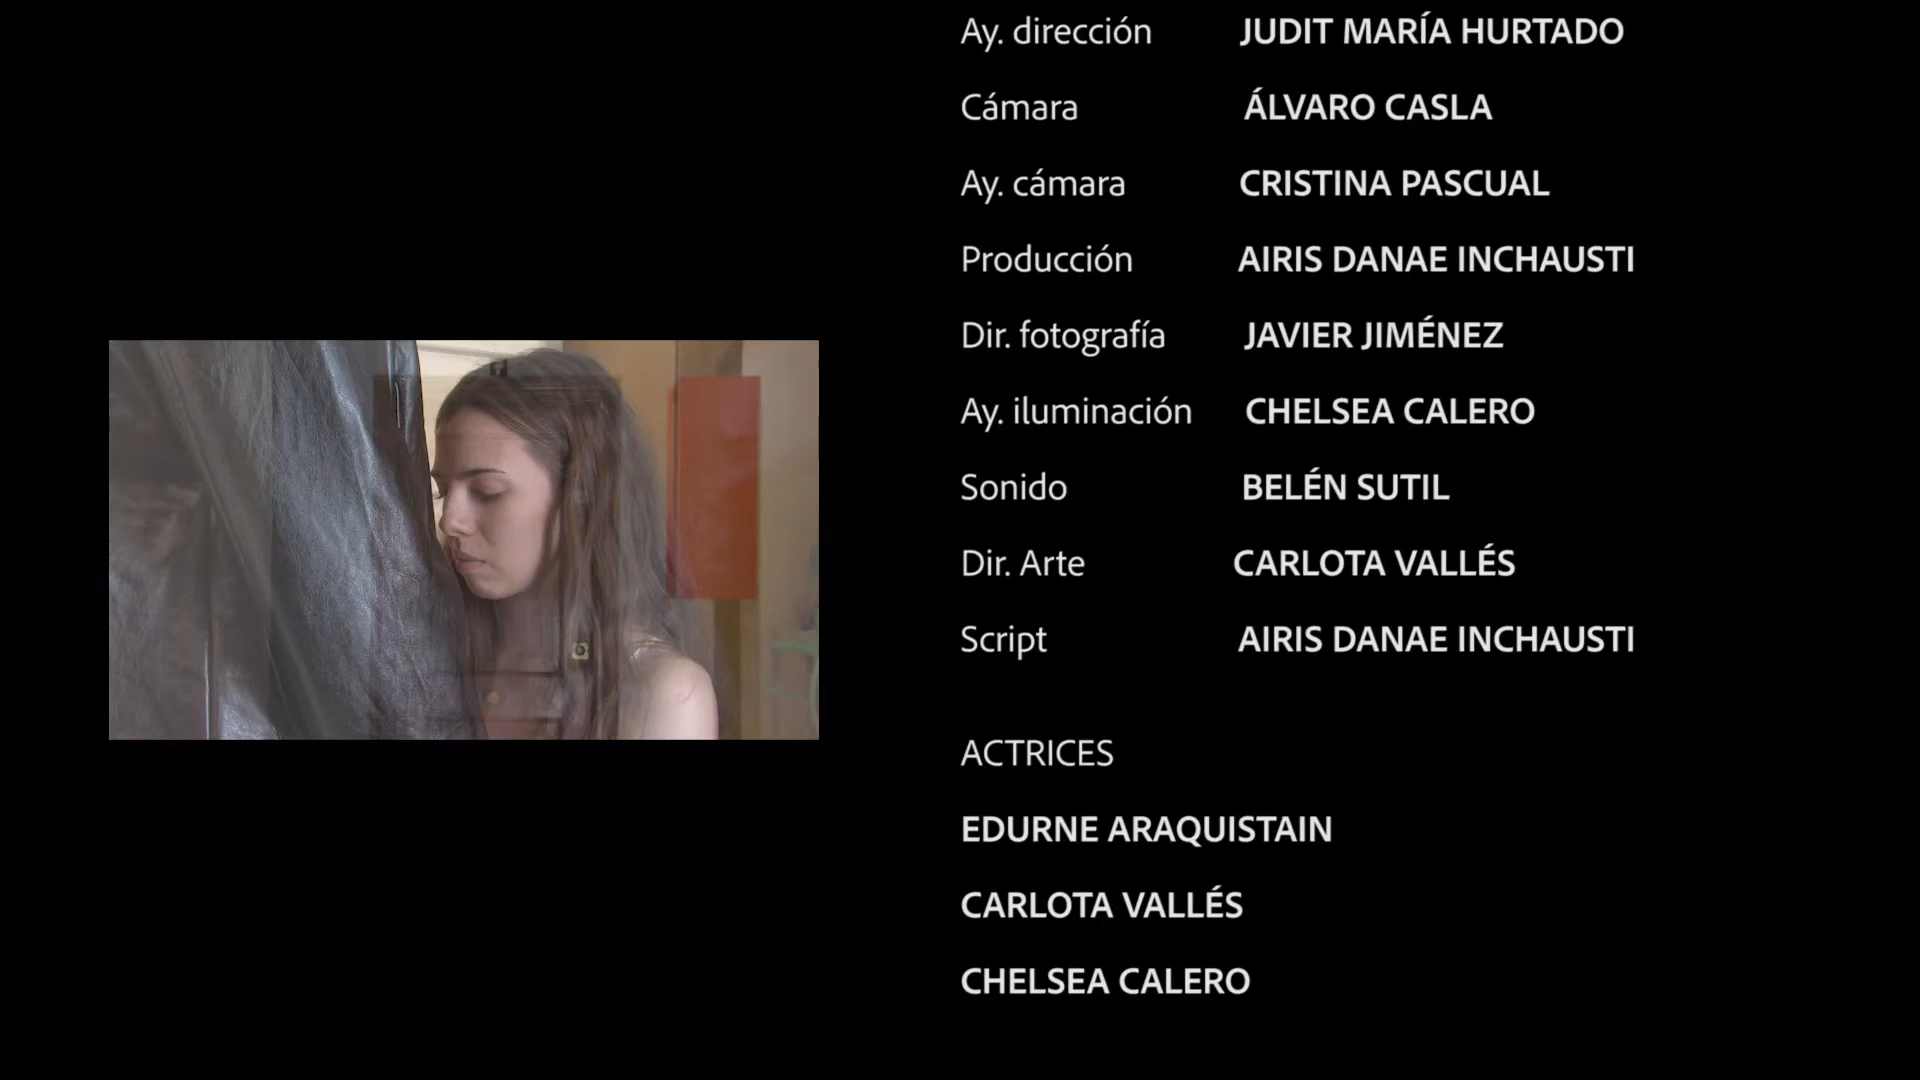 Ay. dirección JUDIT MARÍA HURTADO
Cámara ÁLVARO CASLA
Ay. cámara CRISTINA PASCUAL
Producción AIRIS DANAE INCHAUSTI
Dir. fotografía JAVIER JIMÉNEZ
Ay. iluminación CHELSEA CALERO
Sonido BELÉN SUTIL
Dir. Arte CARLOTA VALLÉS
Script AIRIS DANAE INCHAUSTI
ACTRICES
EDURNE ARAQUISTAIN
CARLOTA VALLÉS
CHELSEA CALERO